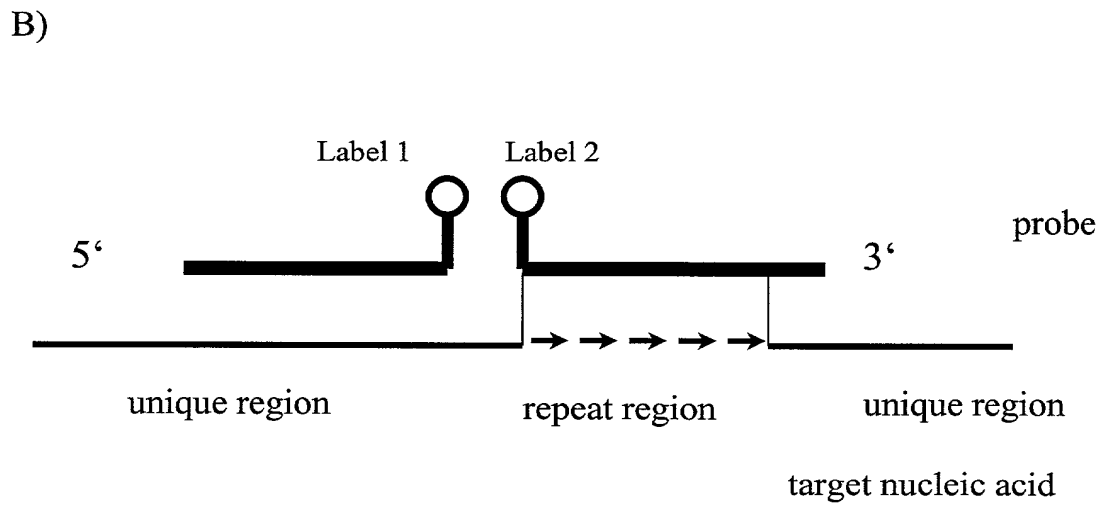 B)
Label 1
Label 2
probe
5‘
3‘
unique region
repeat region
unique region
target nucleic acid